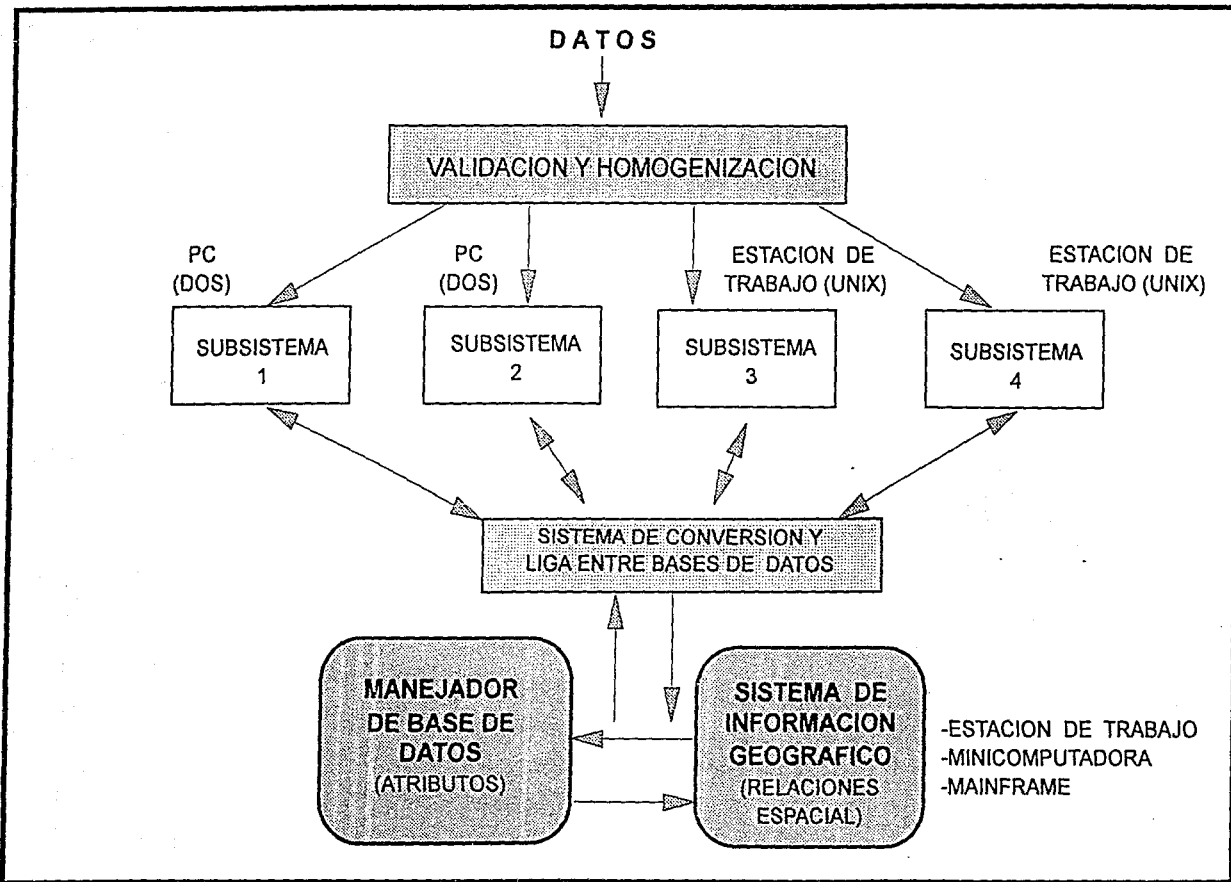 DATOS
VALIDACION Y HOMOGENIZACION
PC
(DOS)
PC
(DOS)
ESTACION DE
TRABAJO (UNIX)
ESTACION DE
TRABAJO (UNIX)
SUBSISTEMA
1
SUBSISTEMA
2
SUBSISTEMA
3
SUBSISTEMA
4
SISTEMA DE CONVERSION Y
LIGA ENTRE BASES DE DATOS
MANEJADOR
DE BASE DE
DATOS
(ATRIBUTOS)
SISTEMA DE
INFORMACION
GEOGRAFICO
(RELACIONES
ESPACIAL)
-ESTACION DE TRABAJO
-MINICOMPUTADORA
-MAINFRAME